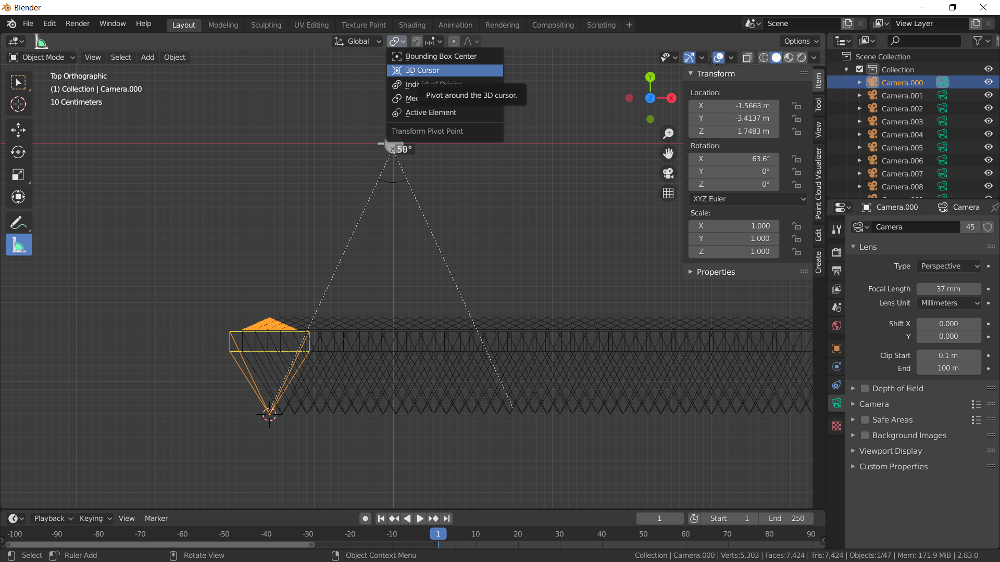 Blender
File Edit Render Window Help
Layout Modeling Sculpting UV Editing Texture Paint Shading Animation Rendering Compositing Scripting +
Scene
View Layer
Global
Options
Object Mode View Select Add Object
Bounding Box Center
3D Cursor
Individual Origins
Me
Pivot around the 3D cursor.
Active Element
Transform Pivot Point
Top Orthographic
(1) Collection | Camera.000
10 Centimeters
50°
Y
Z
X
Transform
Location:
X -1.5663 m
Y -3.4137 m
Z 1.7483 m
Rotation:
X 63.6°
Y 0°
Z 0°
XYZ Euler
Scale:
X 1.000
Y 1.000
Z 1.000
Properties
Item
Tool
View
Point Cloud Visualizer
Edit
Create
Scene Collection
Collection
Camera.000
Camera.001
Camera.002
Camera.003
Camera.004
Camera.005
Camera.006
Camera.007
Camera.008
Camera.000 Camera
Camera 45
Lens
Type Perspective
Focal Length 37 mm
Lens Unit Millimeters
Shift X 0.000
Y 0.000
Clip Start 0.1 m
End 100 m
Depth of Field
Camera
Safe Areas
Background Images
Viewport Display
Custom Properties
Playback Keying View Marker
1 Start 1 End 250
-100 -90 -80 -70 -60 -50 -40 -30 -20 -10 1 10 20 30 40 50 60 70 80 90
Select Ruler Add Rotate View Object Context Menu
Collection | Camera.000 | Verts:5,303 | Faces:7,424 | Tris:7,424 | Objects:1/47 | Mem: 171.9 MiB | 2.83.0